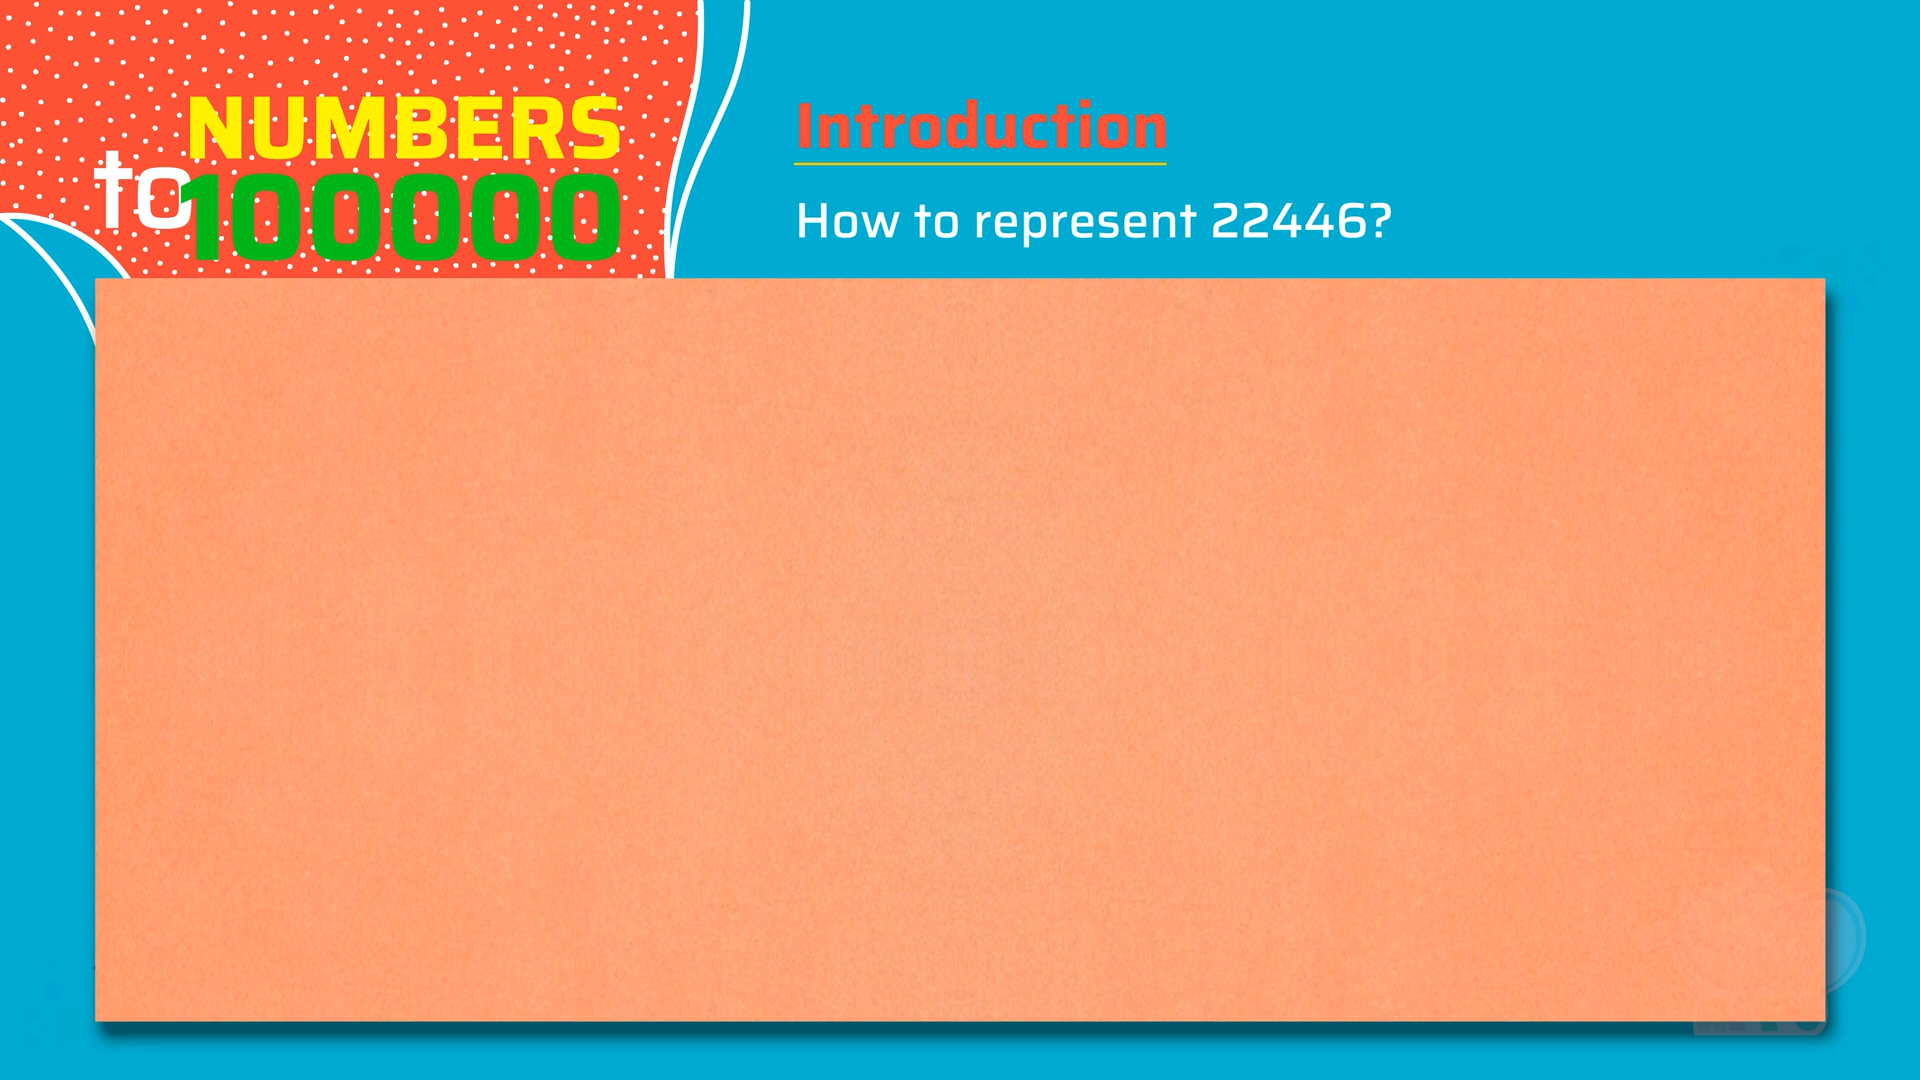 NUMBERS
to 100000
Introduction
How to represent 22446?